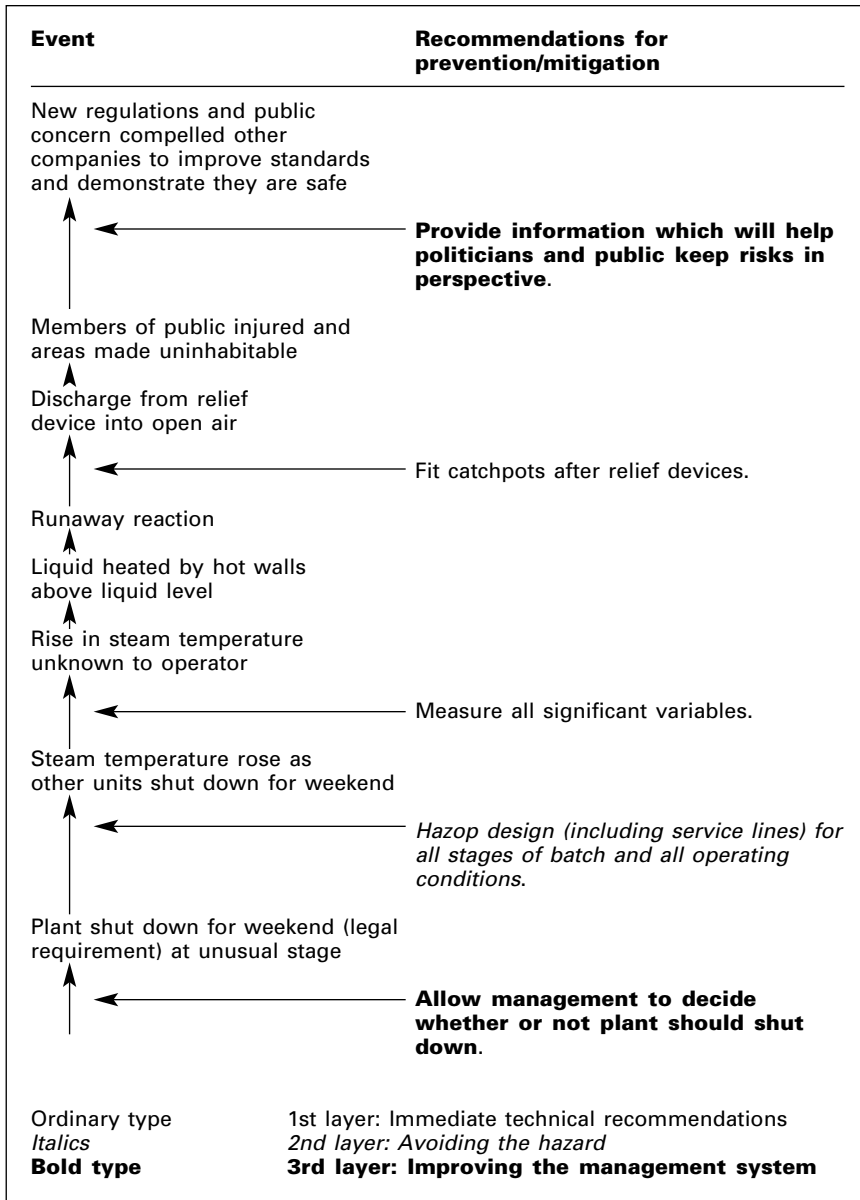 Event Recommendations for
prevention/mitigation
New regulations and public
concern compelled other
companies to improve standards
and demonstrate they are safe
Provide information which will help
politicians and public keep risks in
perspective.
Members of public injured and
areas made uninhabitable
Discharge from relief
device into open air
Fit catchpots after relief devices.
Runaway reaction
Liquid heated by hot walls
above liquid level
Rise in steam temperature
unknown to operator
Measure all significant variables.
Steam temperature rose as
other units shut down for weekend
Hazop design (including service lines) for
all stages of batch and all operating
conditions.
Plant shut down for weekend (legal
requirement) at unusual stage
Allow management to decide
whether or not plant should shut
down.
Ordinary type 1st layer: Immediate technical recommendations
Italics 2nd layer: Avoiding the hazard
Bold type 3rd layer: Improving the management system